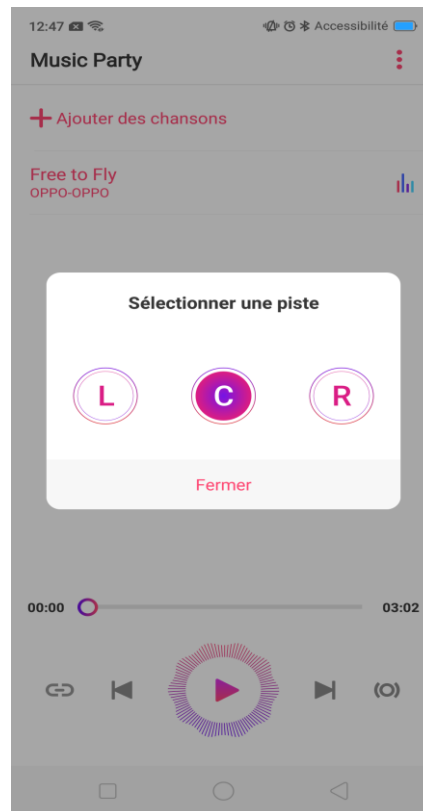 12:47 Accessibilité
Music Party
Ajouter des chansons
Free to Fly
OPPO-OPPO
Sélectionner une piste
L C R
Fermer
00:00 03:02